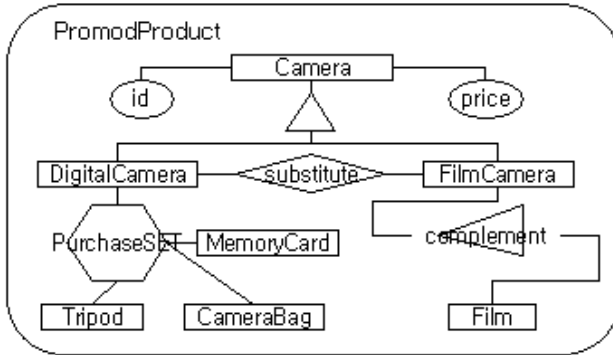 PromodProduct
Camera
id
price
DigitalCamera
substitute
FilmCamera
PurchaseSET
MemoryCard
complement
Tripod
CameraBag
Film